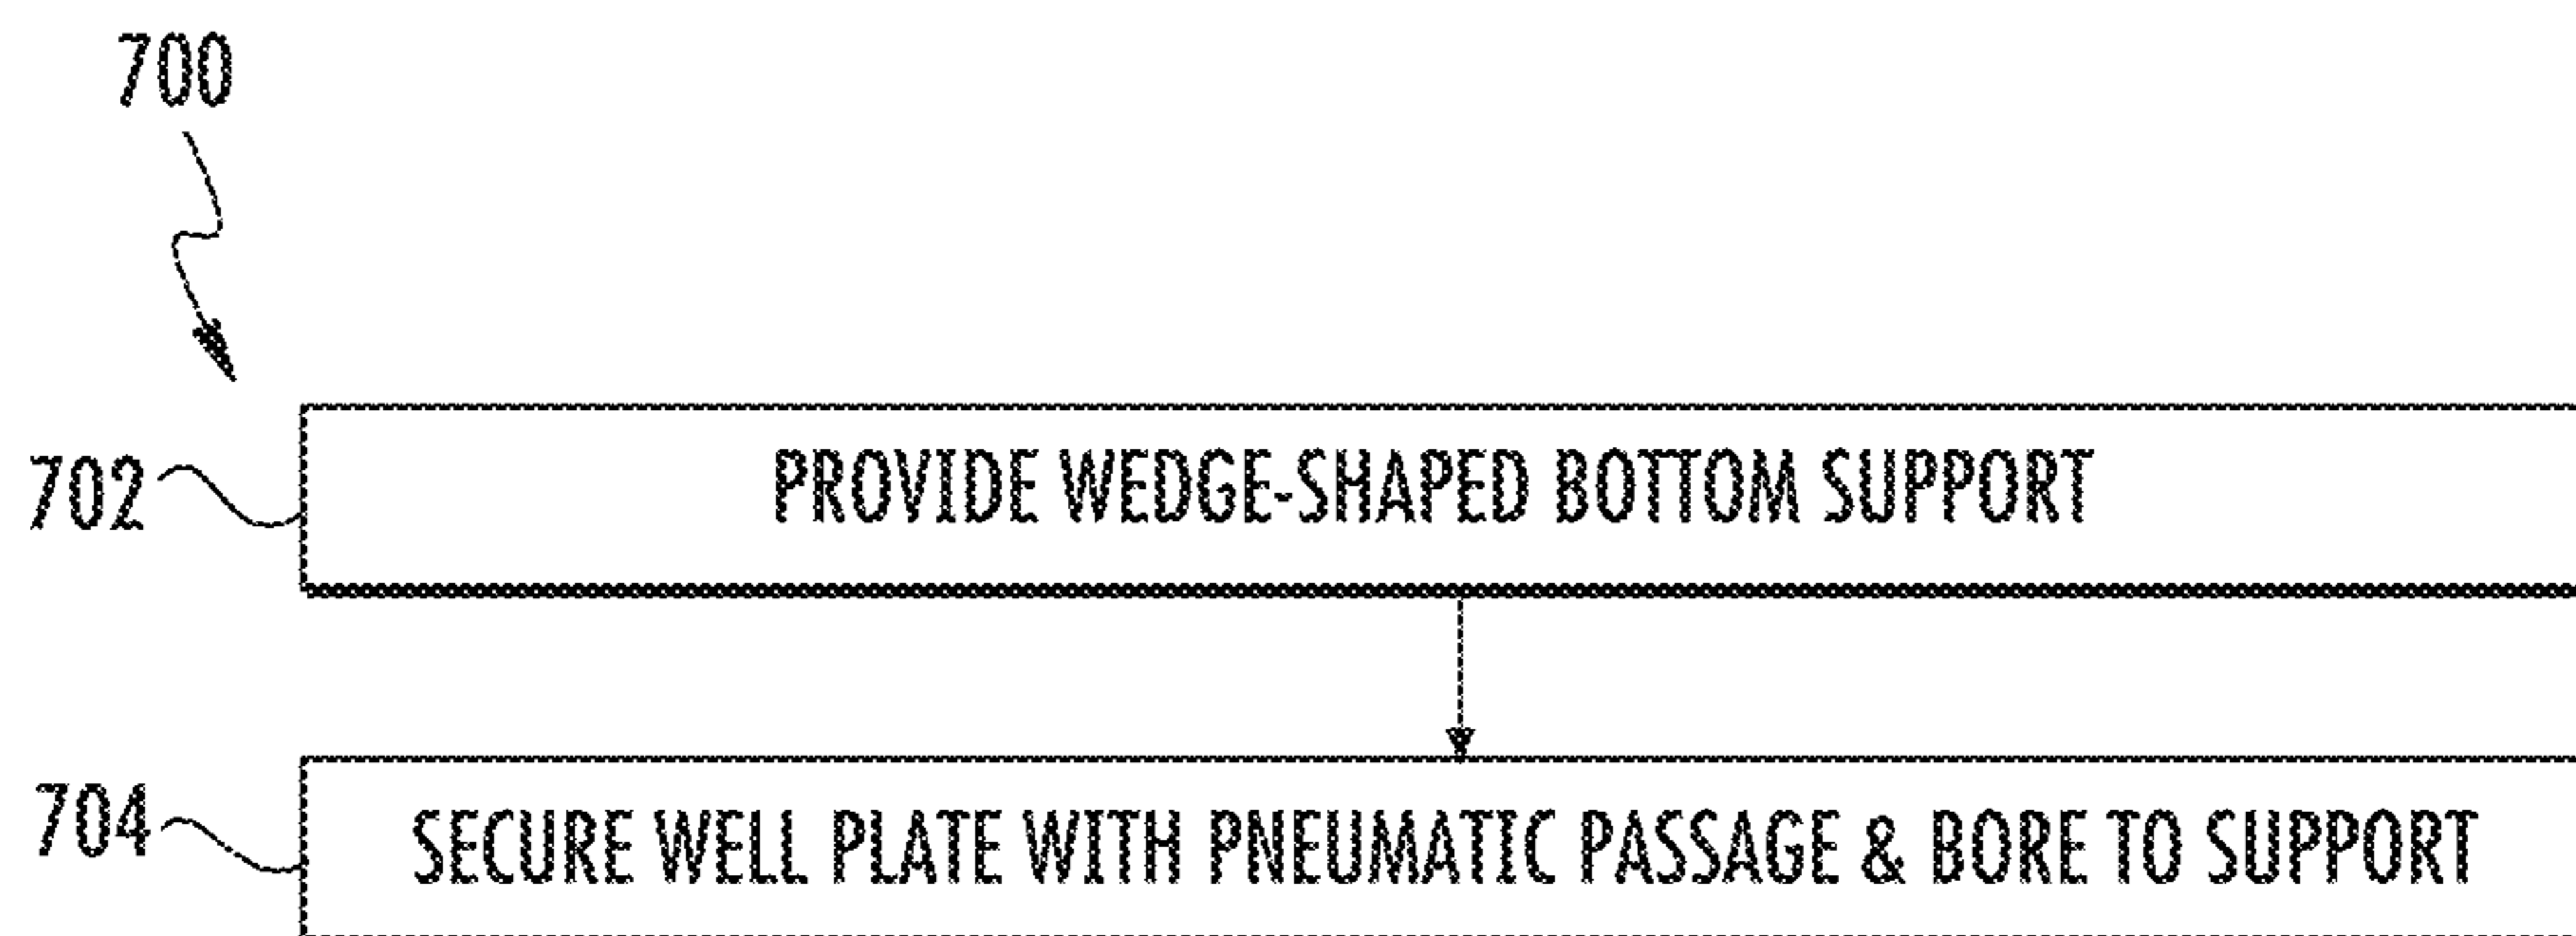 700
702
PROVIDE WEDGE-SHAPED BOTTOM SUPPORT
704
SECURE WELL PLATE WITH PNEUMATIC PASSAGE & BORE TO SUPPORT